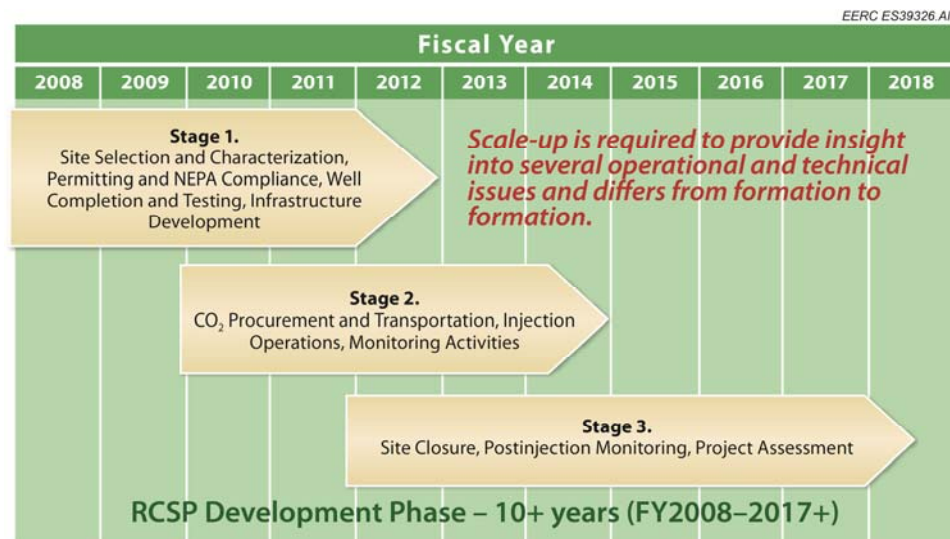 EERC ES39326.AI
Fiscal Year
2008 2009 2010 2011 2012 2013 2014 2015 2016 2017 2018
Stage 1.
Site Selection and Characterization,
Permitting and NEPA Compliance, Well
Completion and Testing, Infrastructure
Development
Scale-up is required to provide insight
into several operational and technical
issues and differs from formation to
formation.
Stage 2.
CO₂ Procurement and Transportation, Injection
Operations, Monitoring Activities
Stage 3.
Site Closure, Postinjection Monitoring, Project Assessment
RCSP Development Phase – 10+ years (FY2008–2017+)